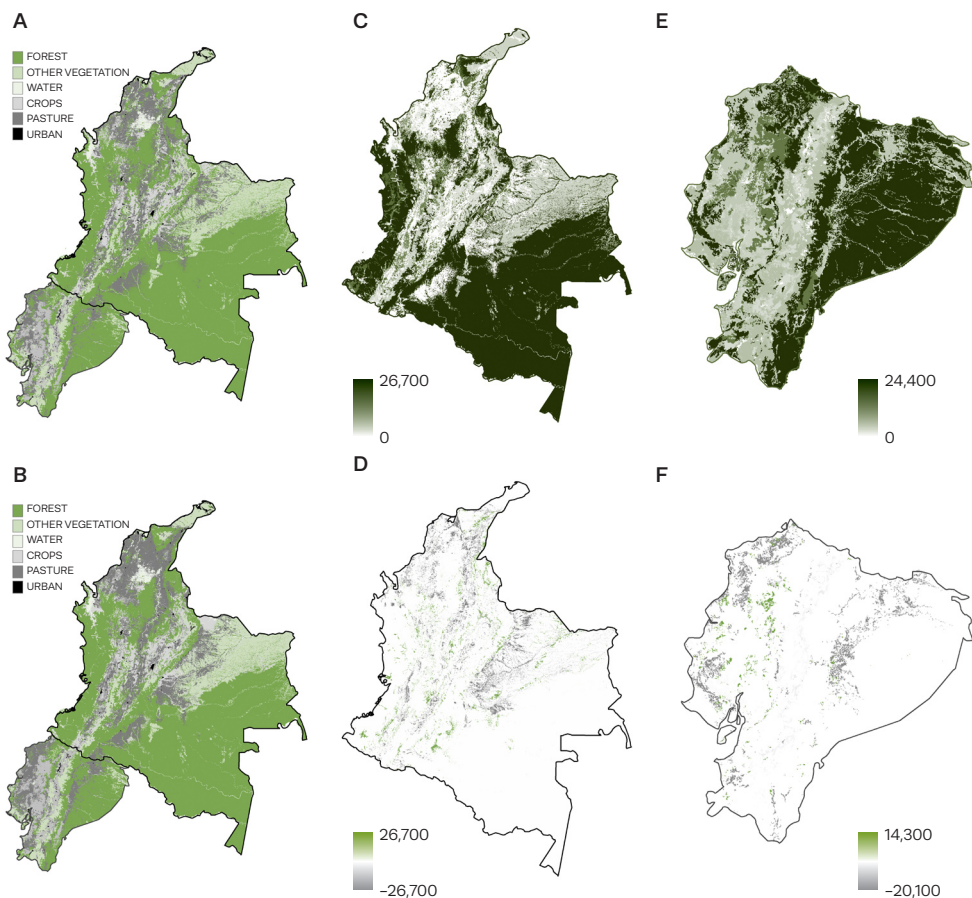 A
FOREST
OTHER VEGETATION
WATER
CROPS
PASTURE
URBAN
C
26,700
0
E
24,400
0
B
FOREST
OTHER VEGETATION
WATER
CROPS
PASTURE
URBAN
D
26,700
−26,700
F
14,300
−20,100